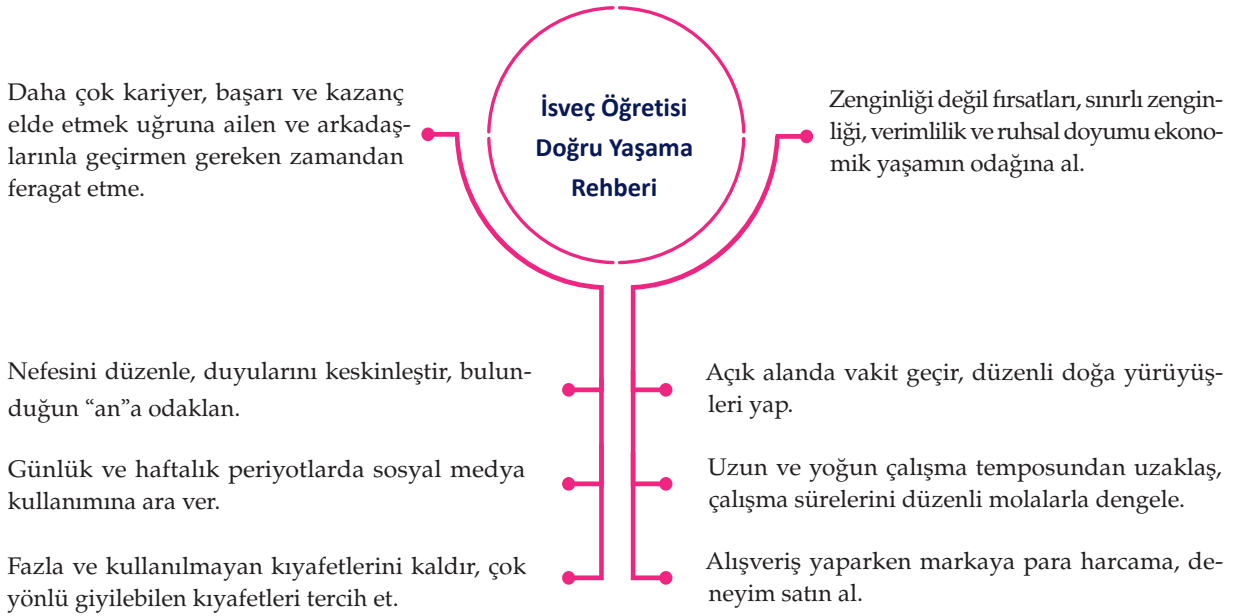 İsveç Öğretisi
Doğru Yaşama
Rehberi
Daha çok kariyer, başarı ve kazanç
elde etmek uğruna ailen ve arkadaş-
larınla geçirmen gereken zamandan
feragat etme.
Zenginliği değil fırsatları, sınırlı zengin-
liği, verimlilik ve ruhsal doyumu ekono-
mik yaşamın odağına al.
Nefesini düzenle, duyularını keskinleştir, bulun-
duğun “an”a odaklan.
Açık alanda vakit geçir, düzenli doğa yürüyüş-
leri yap.
Günlük ve haftalık periyotlarda sosyal medya
kullanımına ara ver.
Uzun ve yoğun çalışma temposundan uzaklaş,
çalışma sürelerini düzenli molalarla dengele.
Fazla ve kullanılmayan kıyafetlerini kaldır, çok
yönlü giyilebilen kıyafetleri tercih et.
Alışveriş yaparken markaya para harcama, de-
neyim satın al.